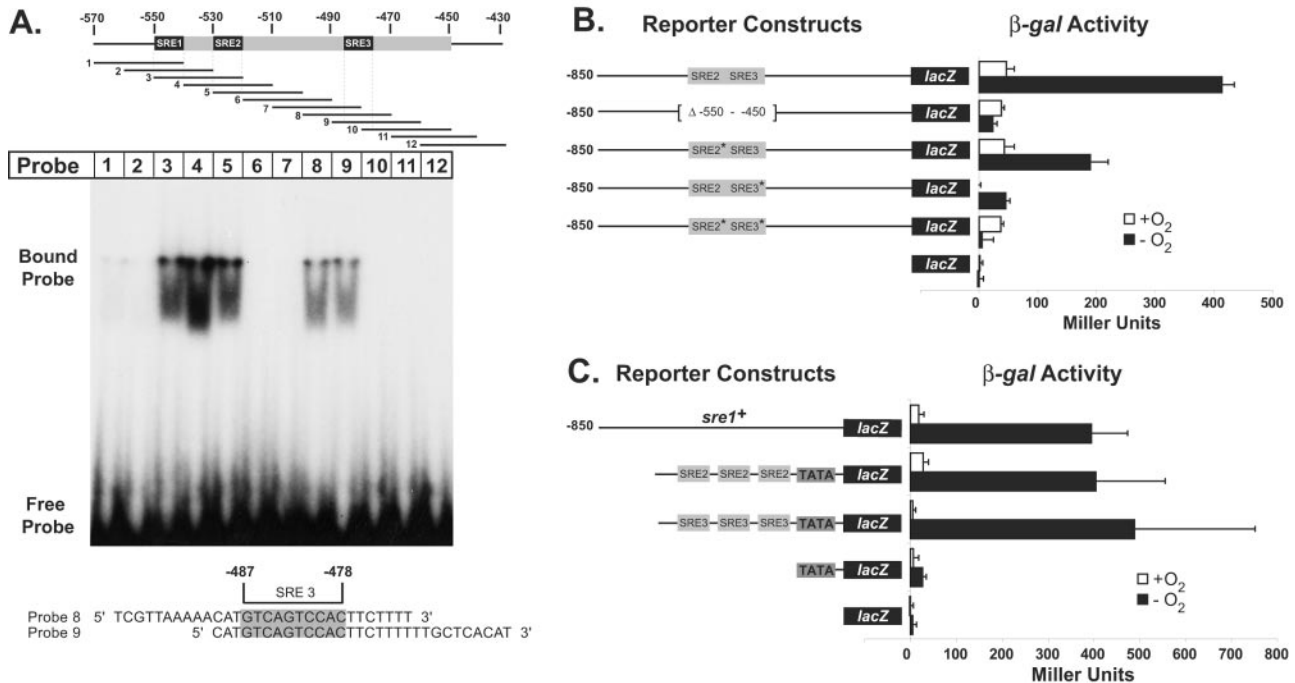 A.
-570 -550 -530 -510 -490 -470 -450 -430
SRE1 SRE2 SRE3
1
2
3
4
5
6
7
8
9
10
11
12
Probe 1 2 3 4 5 6 7 8 9 10 11 12
Bound
Probe
Free
Probe
-487 -478
SRE 3
Probe 8 5' TCGTTAAAAACATGTCAGTCCACTTCTTTT 3'
Probe 9 5' CATGTCAGTCCACTTCTTTTTTGCTCACAT 3'
B. Reporter Constructs β-gal Activity
-850 SRE2 SRE3 lacZ
-850 [ Δ -550 - -450 ] lacZ
-850 SRE2* SRE3 lacZ
-850 SRE2 SRE3* lacZ
-850 SRE2* SRE3* lacZ
lacZ
+O2
- O2
0 100 200 300 400 500
Miller Units
C. Reporter Constructs β-gal Activity
-850 sre1+ lacZ
SRE2 SRE2 SRE2 TATA lacZ
SRE3 SRE3 SRE3 TATA lacZ
TATA lacZ
lacZ
+O2
- O2
0 100 200 300 400 500 600 700 800
Miller Units